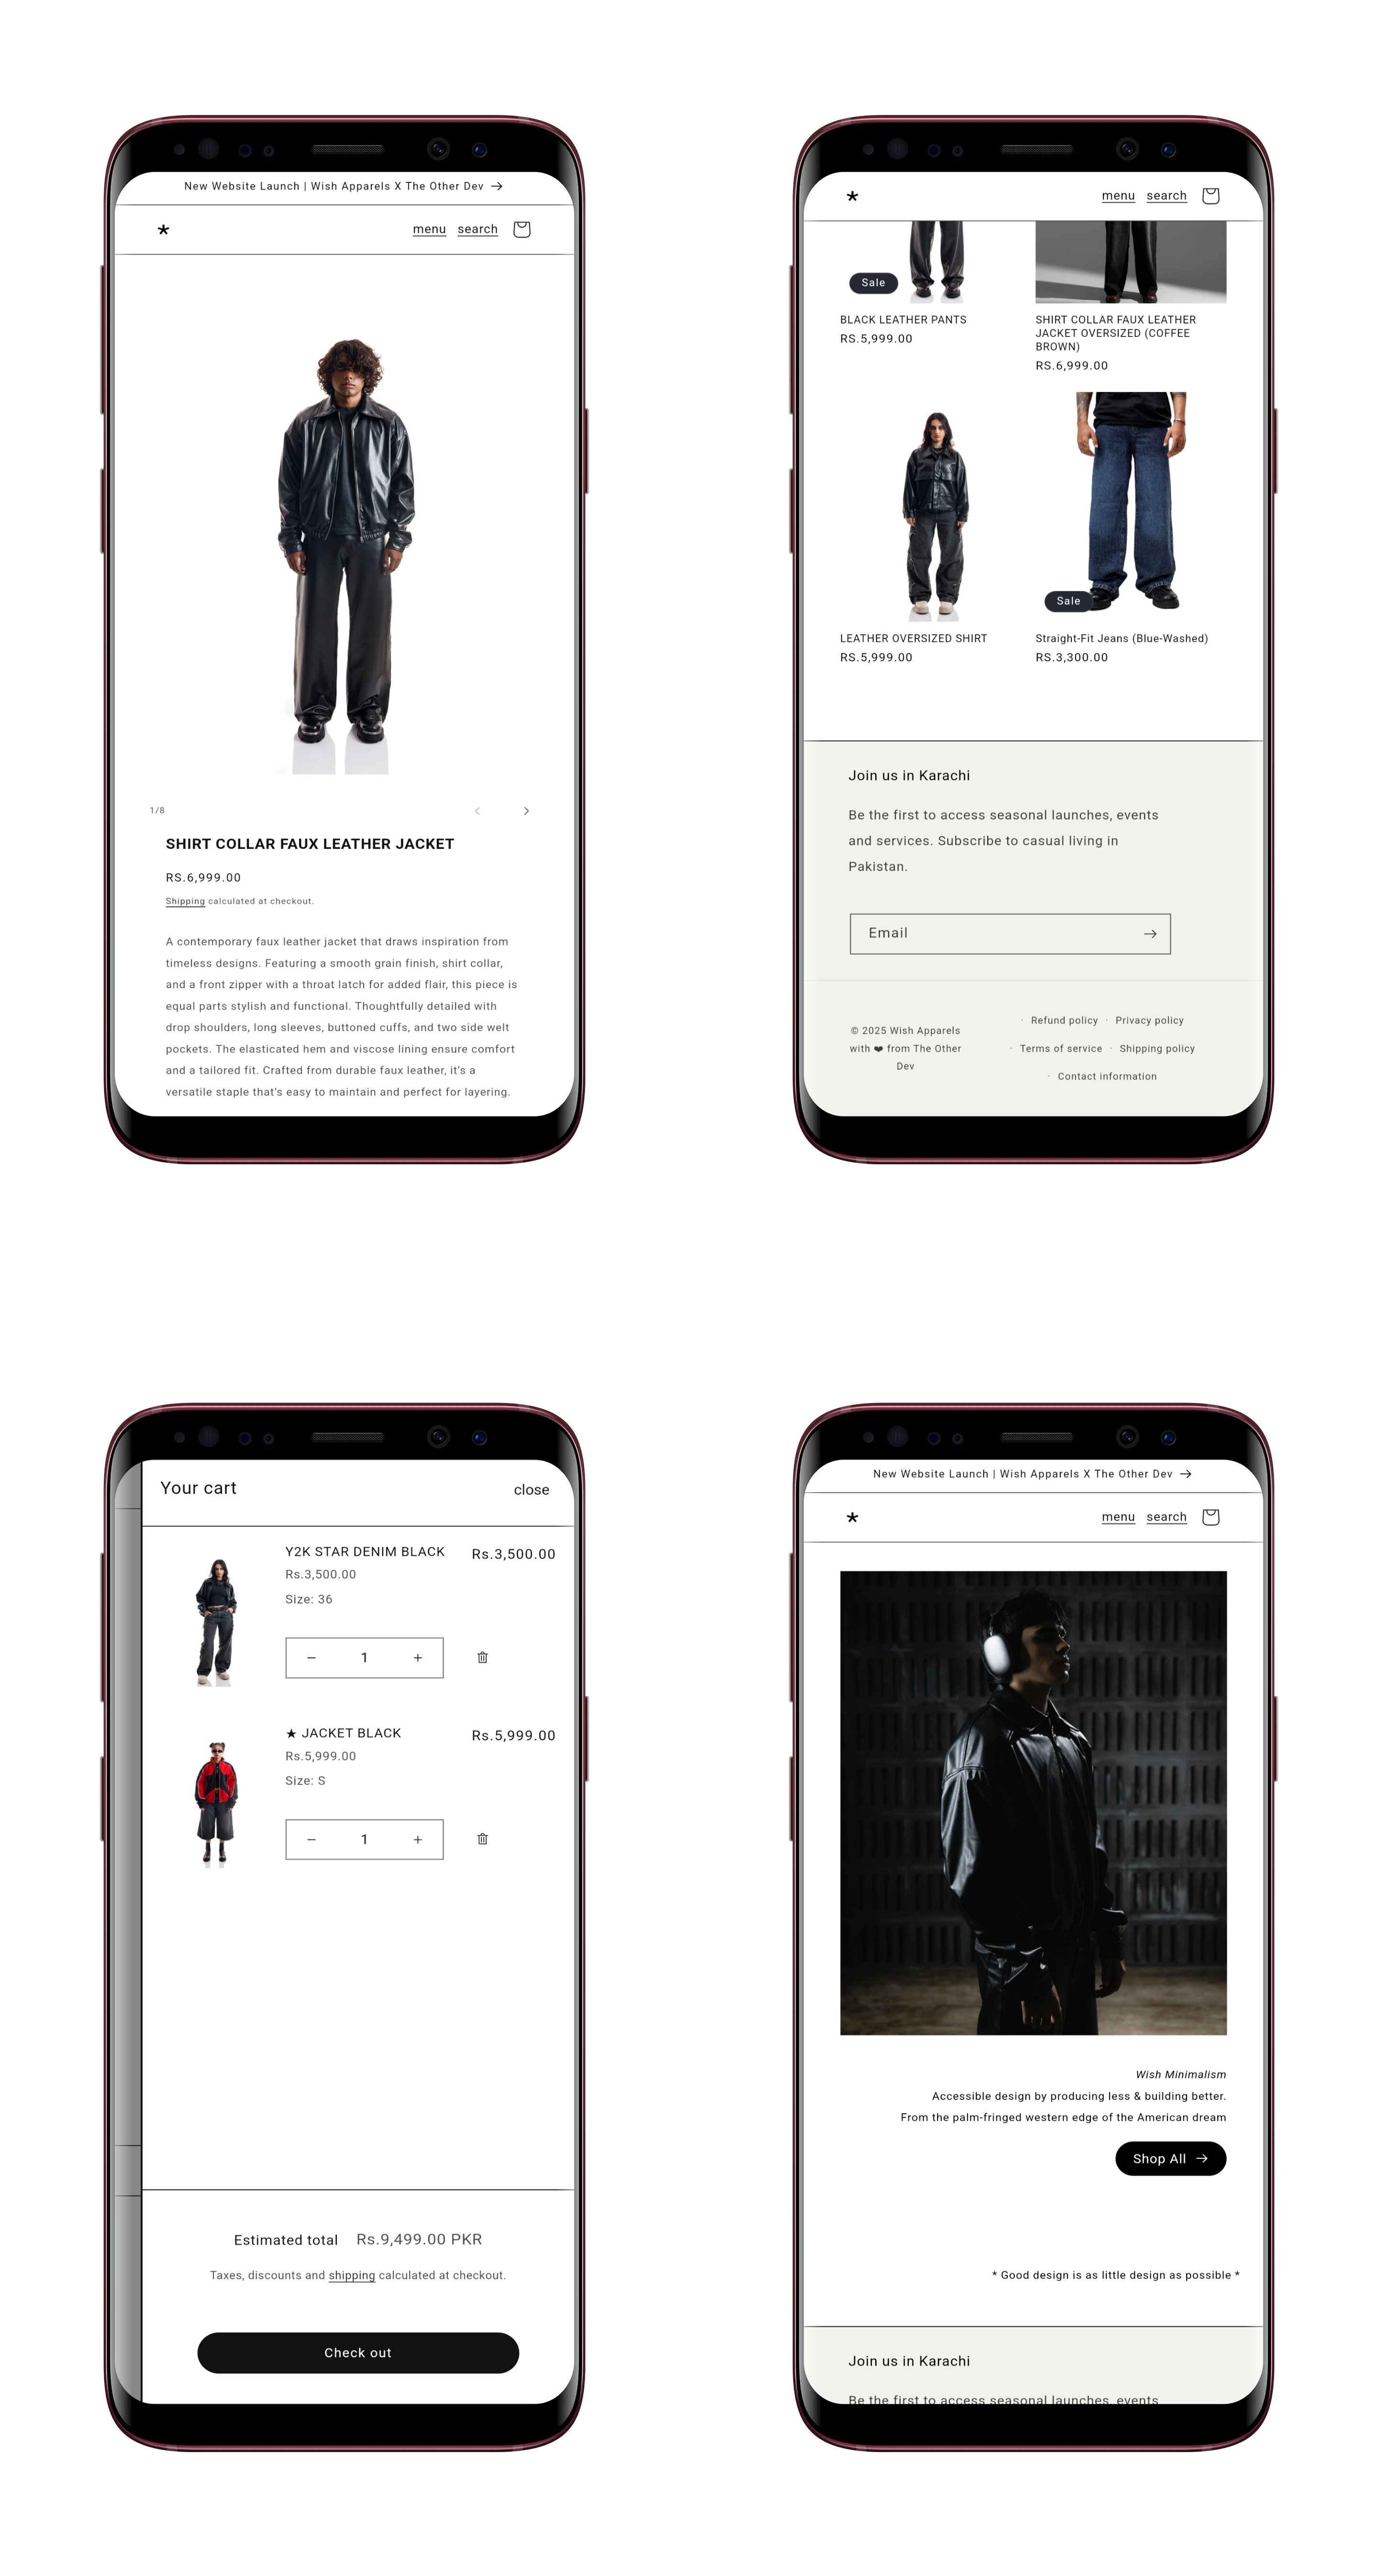 New Website Launch | Wish Apparels X The Other Dev →
*
menu search
1/8
SHIRT COLLAR FAUX LEATHER JACKET
RS.6,999.00
Shipping calculated at checkout.
A contemporary faux leather jacket that draws inspiration from
timeless designs. Featuring a smooth grain finish, shirt collar,
and a front zipper with a throat latch for added flair, this piece is
equal parts stylish and functional. Thoughtfully detailed with
drop shoulders, long sleeves, buttoned cuffs, and two side welt
pockets. The elasticated hem and viscose lining ensure comfort
and a tailored fit. Crafted from durable faux leather, it’s a
versatile staple that’s easy to maintain and perfect for layering.
*
menu search
Sale
BLACK LEATHER PANTS
RS.5,999.00
SHIRT COLLAR FAUX LEATHER
JACKET OVERSIZED (COFFEE
BROWN)
RS.6,999.00
LEATHER OVERSIZED SHIRT
RS.5,999.00
Sale
Straight-Fit Jeans (Blue-Washed)
RS.3,300.00
Join us in Karachi
Be the first to access seasonal launches, events
and services. Subscribe to casual living in
Pakistan.
Email →
© 2025 Wish Apparels
with ❤ from The Other
Dev
· Refund policy · Privacy policy
· Terms of service · Shipping policy
· Contact information
Your cart
close
Y2K STAR DENIM BLACK
Rs.3,500.00
Rs.3,500.00
Size: 36
− 1 +
★ JACKET BLACK
Rs.5,999.00
Rs.5,999.00
Size: S
− 1 +
Estimated total Rs.9,499.00 PKR
Taxes, discounts and shipping calculated at checkout.
Check out
New Website Launch | Wish Apparels X The Other Dev →
*
menu search
Wish Minimalism
Accessible design by producing less & building better.
From the palm-fringed western edge of the American dream
Shop All →
* Good design is as little design as possible *
Join us in Karachi
Be the first to access seasonal launches, events